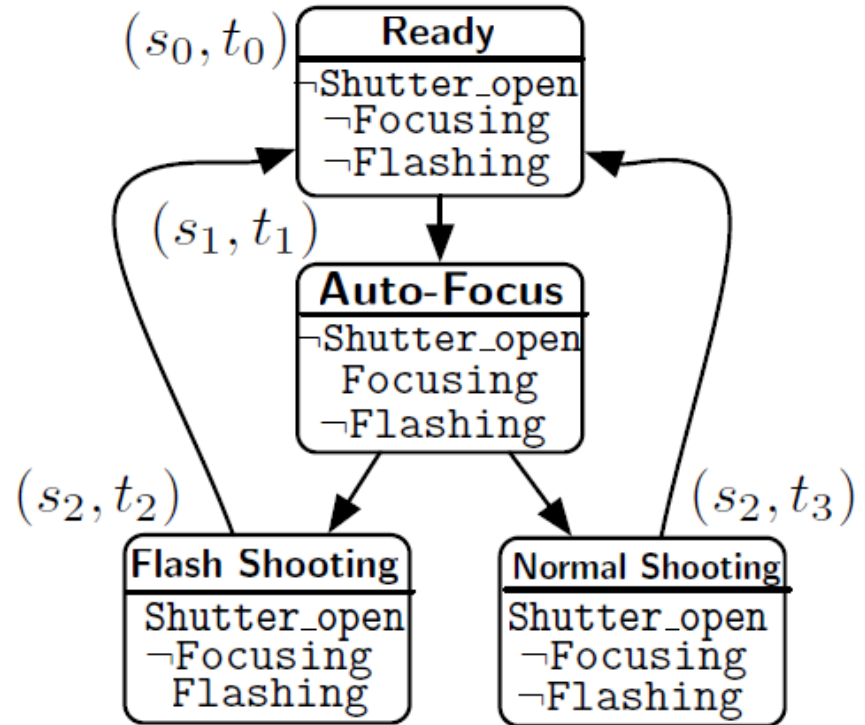 (s₀, t₀)
Ready
¬Shutter_open
¬Focusing
¬Flashing
(s₁, t₁)
Auto-Focus
¬Shutter_open
Focusing
¬Flashing
(s₂, t₂)
Flash Shooting
Shutter_open
¬Focusing
Flashing
(s₂, t₃)
Normal Shooting
Shutter_open
¬Focusing
¬Flashing